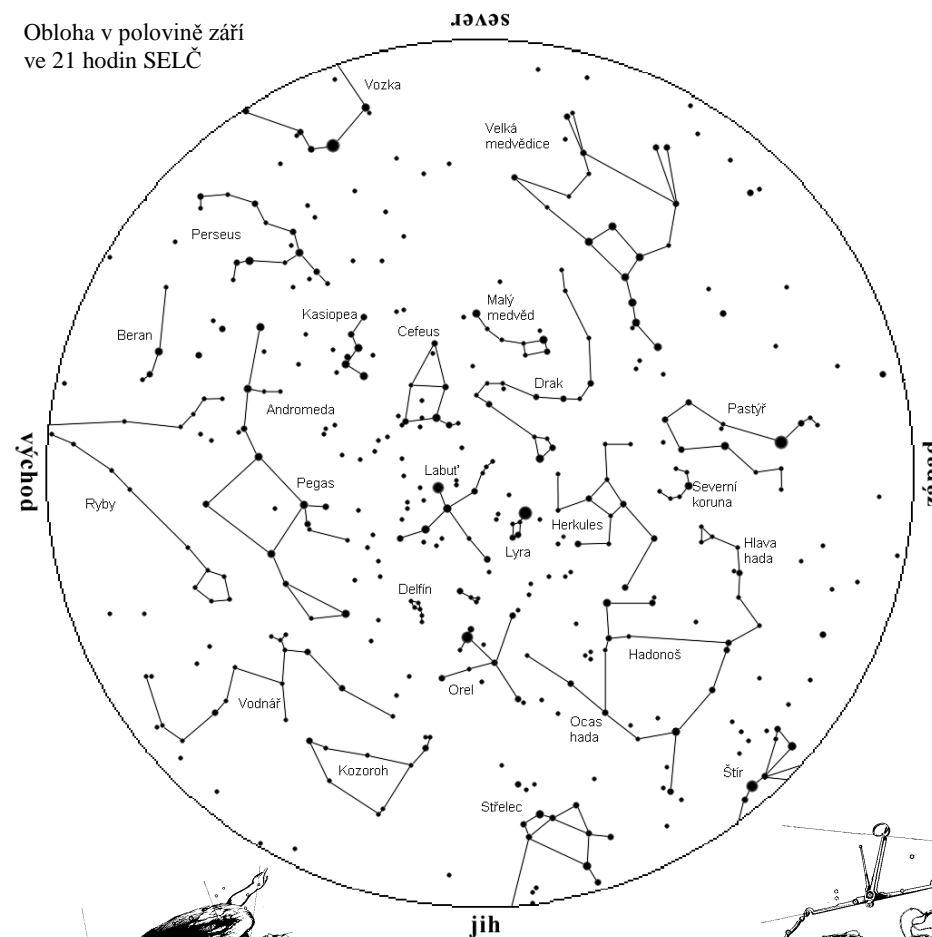 Obloha v polovině září
ve 21 hodin SELČ
sever
Vozka
Velká
medvědice
Perseus
Malý
medvěd
Kasiopea
Cefeus
Beran
Drak
Andromeda
Pastýř
východ
Labuť
Pegas
Severní
koruna
Ryby
Herkules
Lyra
Hlava
hada
Delfín
Hadonoš
Orel
Vodnář
Ocas
hada
Kozoroh
Štír
Střelec
jih